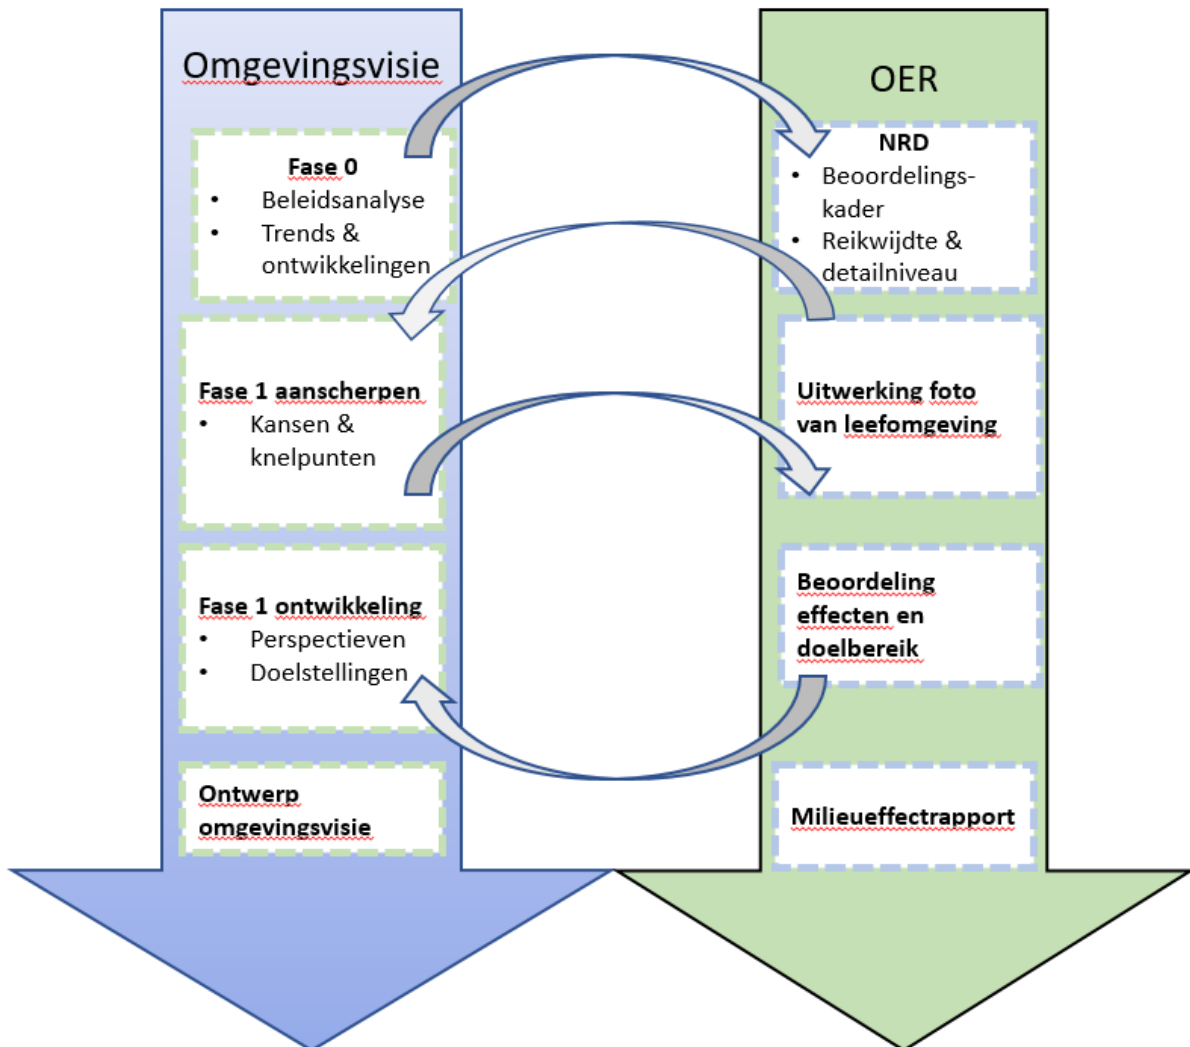 Omgevingsvisie
Fase 0
• Beleidsanalyse
• Trends &
ontwikkelingen
Fase 1 aanscherpen
• Kansen &
knelpunten
Fase 1 ontwikkeling
• Perspectieven
• Doelstellingen
Ontwerp
omgevingsvisie
OER
NRD
• Beoordelings-
kader
• Reikwijdte &
detailniveau
Uitwerking foto
van leefomgeving
Beoordeling
effecten en
doelbereik
Milieueffectrapport